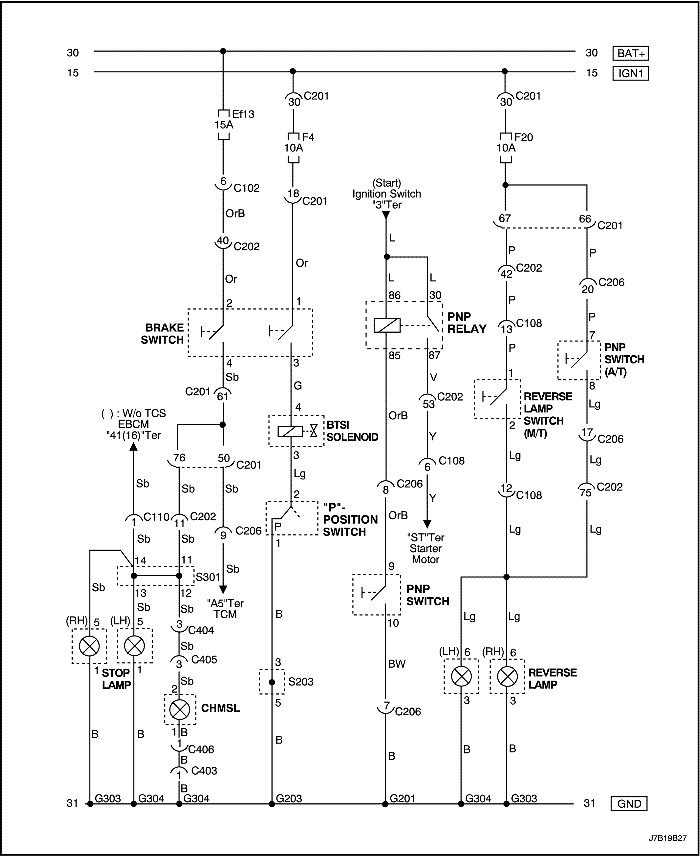 30 30 BAT+
15 15 IGN1
30 C201 30 C201
Ef13
15A
F4
10A
F20
10A
6 C102
18 C201
(Start)
Ignition Switch
"3"Ter
OrB
67 66 C201
40 C202
L
P P
42 C202
20 C206
Or Or
L L
P P
2 1
86 30
BRAKE
SWITCH
PNP
RELAY
13 C108
7
PNP
SWITCH
(A/T)
4 3
85 87
P
8
Sb G
V
1
Lg
C201 61
4
53 C202
REVERSE
LAMP
SWITCH
(M/T)
2
( ) : W/o TCS
EBCM
"41(16)"Ter
BTSI
SOLENOID
OrB
Y
17 C206
76 50 C201
3
6 C108
Lg Lg
Sb Sb Sb
Lg
8 C206
12 C108
75 C202
2
"P"-
POSITION
SWITCH
P
1
OrB
Y
1 C110 11 C202
9 C206
"ST"Ter
Starter
Motor
Lg Lg
Sb Sb Sb
14 11
S301
9
PNP
SWITCH
10
Sb 13 12
Sb Sb
"A5"Ter
TCM
B
Lg Lg
(RH) 5 (LH) 5
3 C404
Sb
3 C405
BW
(LH) 6 (RH) 6
1 1
STOP
LAMP
Sb
3
S203
5
REVERSE
LAMP
2
CHMSL
3 3
7 C206
1 B
B B
1 C406
B
1 C403
B
B B B B
31 G303 G304 G304 G203 G201 G304 G303 31 GND
J7B19B27